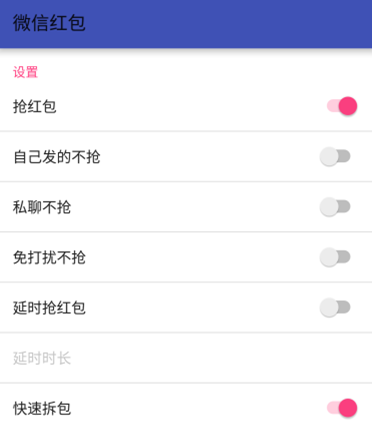 微信红包
设置
抢红包
自己发的不抢
私聊不抢
免打扰不抢
延时抢红包
延时时长
快速拆包